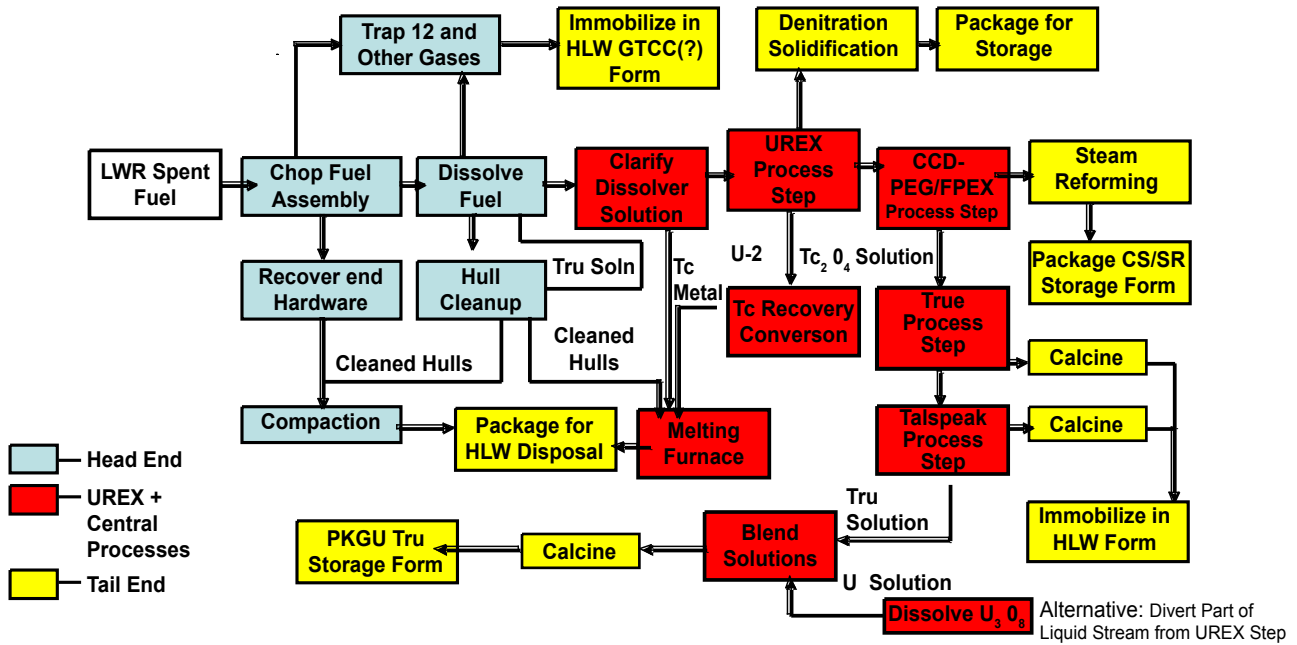 Trap 12 and
Other Gases
Immobilize in
HLW GTCC(?)
Form
Denitration
Solidification
Package for
Storage
LWR Spent
Fuel
Chop Fuel
Assembly
Dissolve
Fuel
Clarify
Dissolver
Solution
UREX
Process
Step
CCD-
PEG/FPEX
Process Step
Steam
Reforming
Recover end
Hardware
Hull
Cleanup
Tru Soln
Tc
Metal
U-2
Tc₂ 0₄ Solution
Package CS/SR
Storage Form
Tc Recovery
Converson
True
Process
Step
Cleaned Hulls
Cleaned
Hulls
Calcine
Compaction
Package for
HLW Disposal
Melting
Furnace
Talspeak
Process
Step
Calcine
Head End
UREX +
Central
Processes
Tail End
Tru
Solution
Immobilize in
HLW Form
PKGU Tru
Storage Form
Calcine
Blend
Solutions
U Solution
Dissolve U₃ 0₈
Alternative: Divert Part of
Liquid Stream from UREX Step